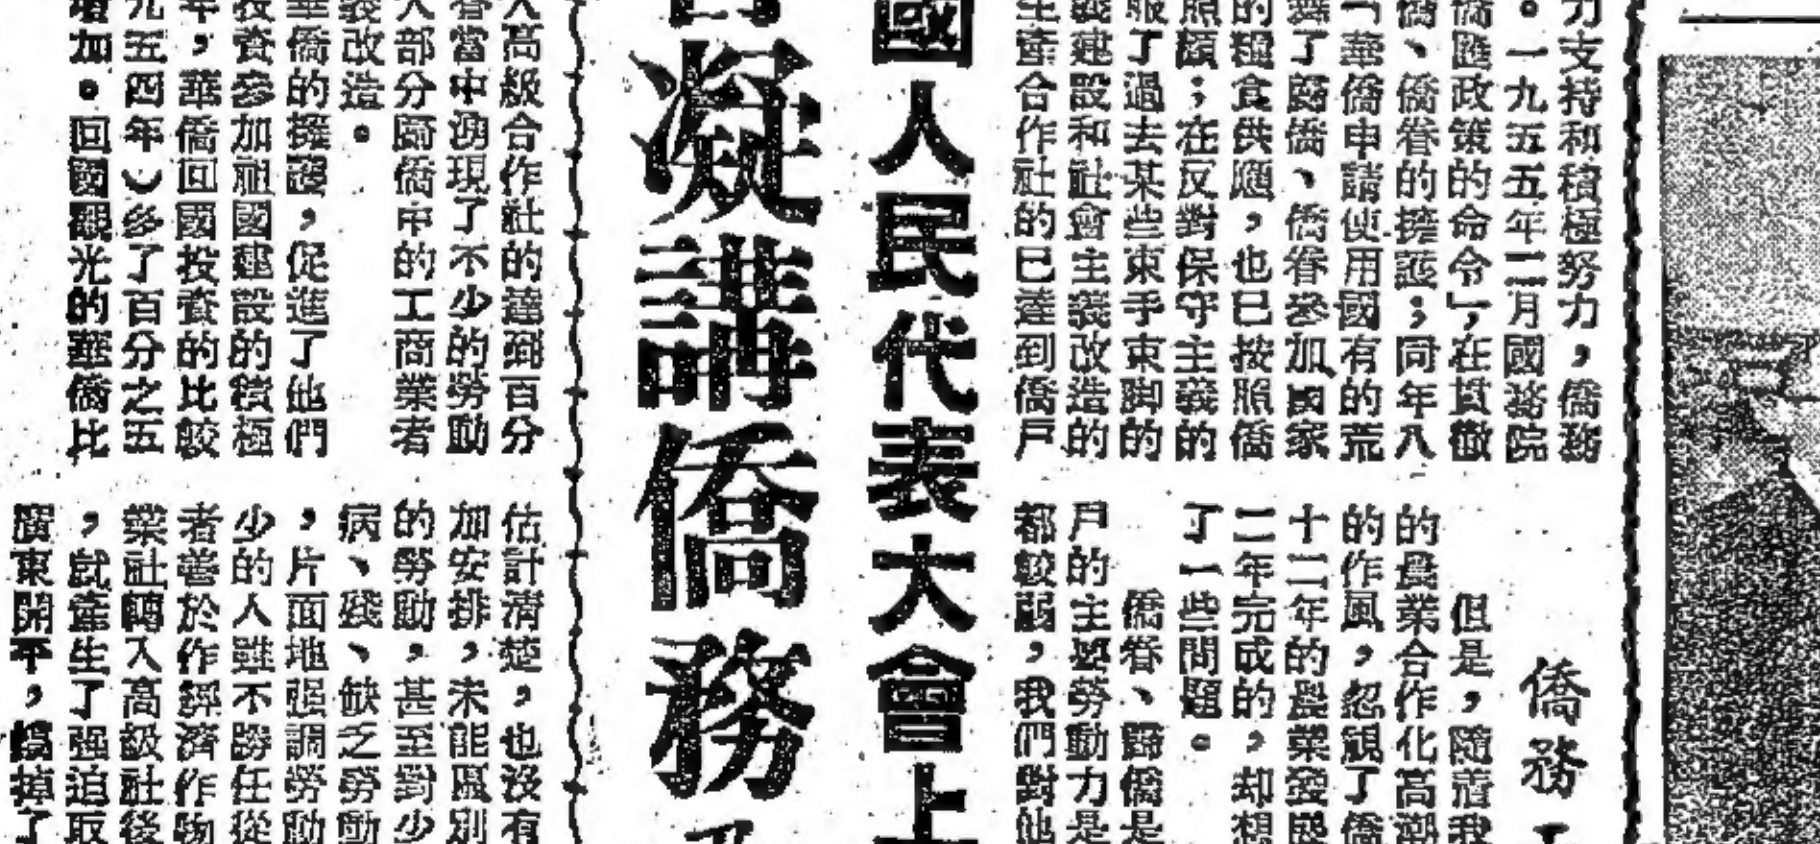 力支持和積極努力，僑務
。一九五五年二月國務院
僑匯政策的命令」，在貫徹
僑、僑眷的擁護；同年八
「華僑申請使用國有的荒
濟了歸僑、僑眷參加國家
的糧食供應，也已按照僑
照顧；在反對保守主義的
服了過去某些束手束脚的
義建設和社會主義改造的
生產合作社的已達到僑戶
僑務
但是，隨着我
的農業合作化高潮
的作風，忽視了僑
十二年的農業發展
二年完成的，却想
了一些問題。
僑眷、歸僑是
戶的主要勞動力是
都較弱，我們對他
國人民代表大會上
凝講僑務
入高級合作社的達到百分
眷當中湧現了不少的勞動
大部分歸僑中的工商業者
義改造。
華僑的擁護，促進了他們
投資參加祖國建設的積極
年，華僑回國投資的比較
九五四年）多了百分之五
增加。回國觀光的華僑比
估計清楚，也沒有
加安排，未能區別
的勞動，甚至對少
病、殘、缺乏勞動
，片面地强調勞動
少的人雖不勝任從
者善於作經濟作物
業社轉入高級社後
，就產生了强迫取
廣東開平，掉了